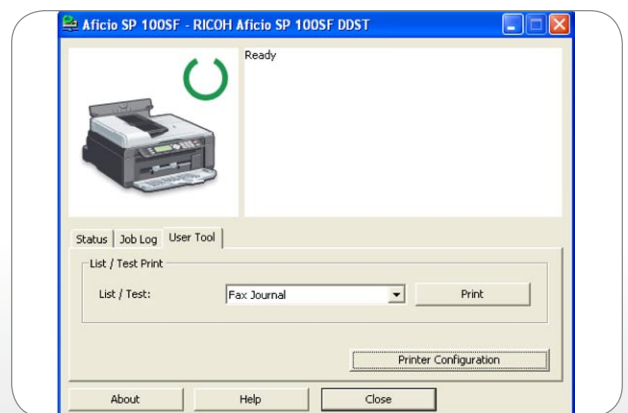 Aficio SP 100SF - RICOH Aficio SP 100SF DDST
Ready
Status Job Log User Tool
List / Test Print
List / Test: Fax Journal Print
Printer Configuration
About Help Close